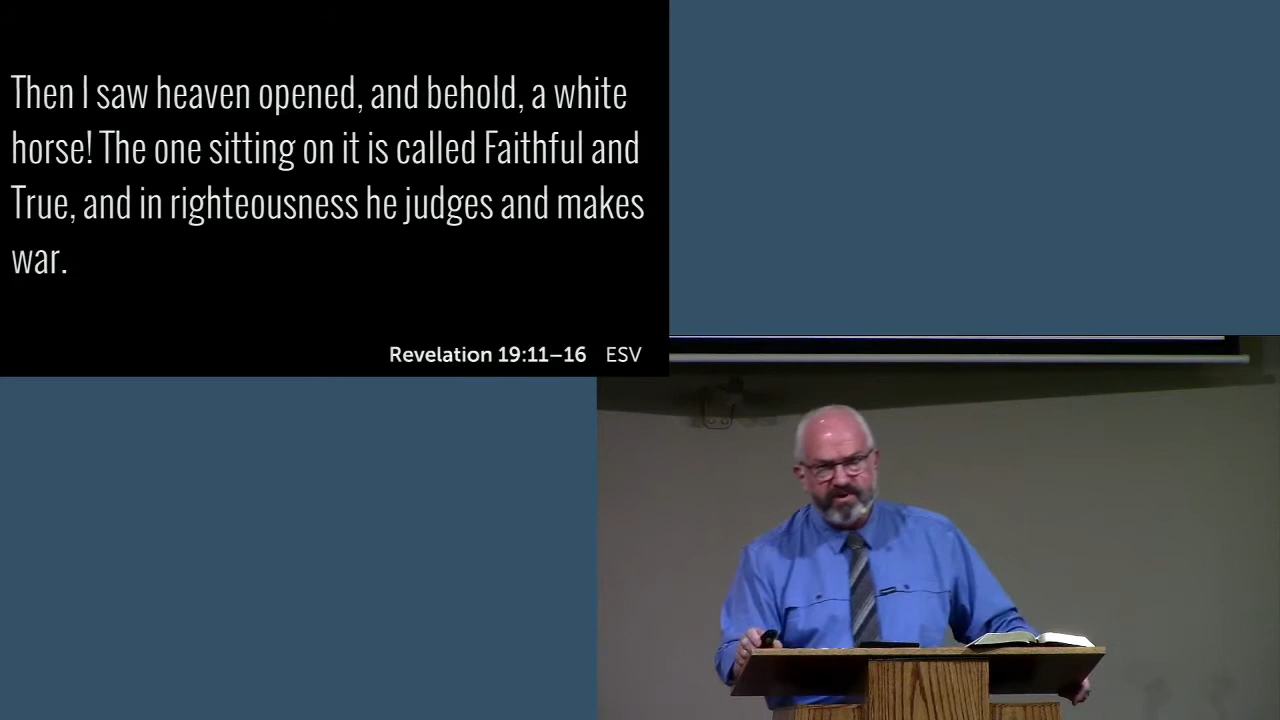 Then I saw heaven opened, and behold, a white
horse! The one sitting on it is called Faithful and
True, and in righteousness he judges and makes
war.
Revelation 19:11–16 ESV